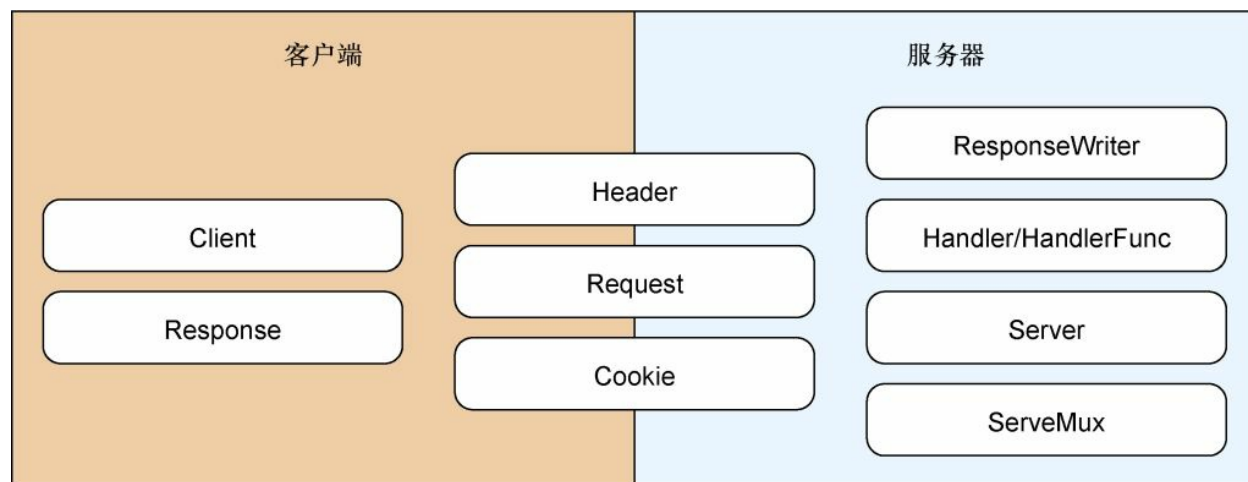 客户端
服务器
Client
Response
Header
Request
Cookie
ResponseWriter
Handler/HandlerFunc
Server
ServeMux